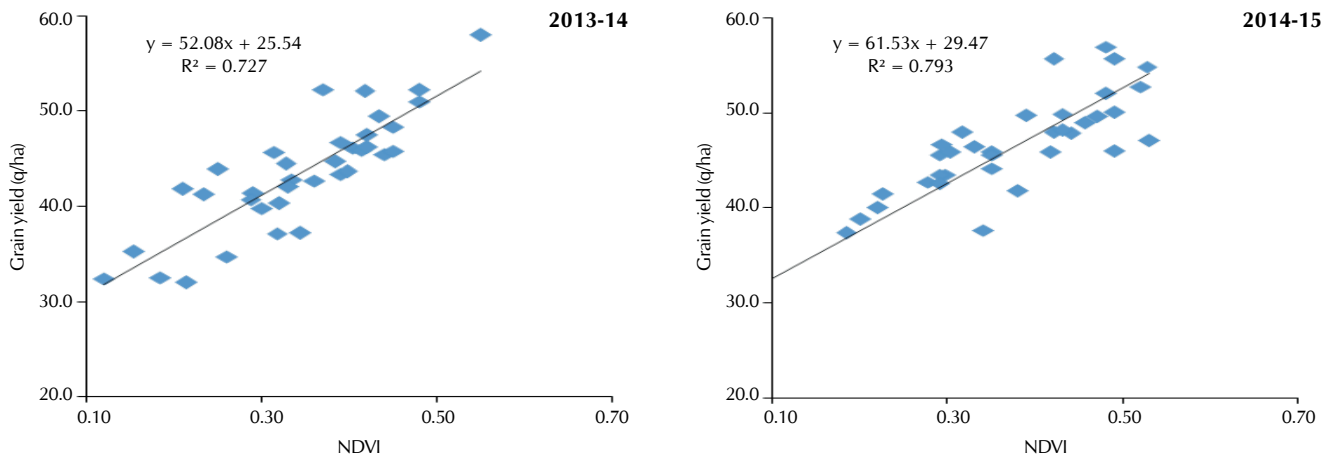 2013-14
y = 52.08x + 25.54
R² = 0.727
Grain yield (q/ha)
60.0
50.0
40.0
30.0
20.0
0.10 0.30 0.50 0.70
NDVI
2014-15
y = 61.53x + 29.47
R² = 0.793
Grain yield (q/ha)
60.0
50.0
40.0
30.0
20.0
0.10 0.30 0.50 0.70
NDVI